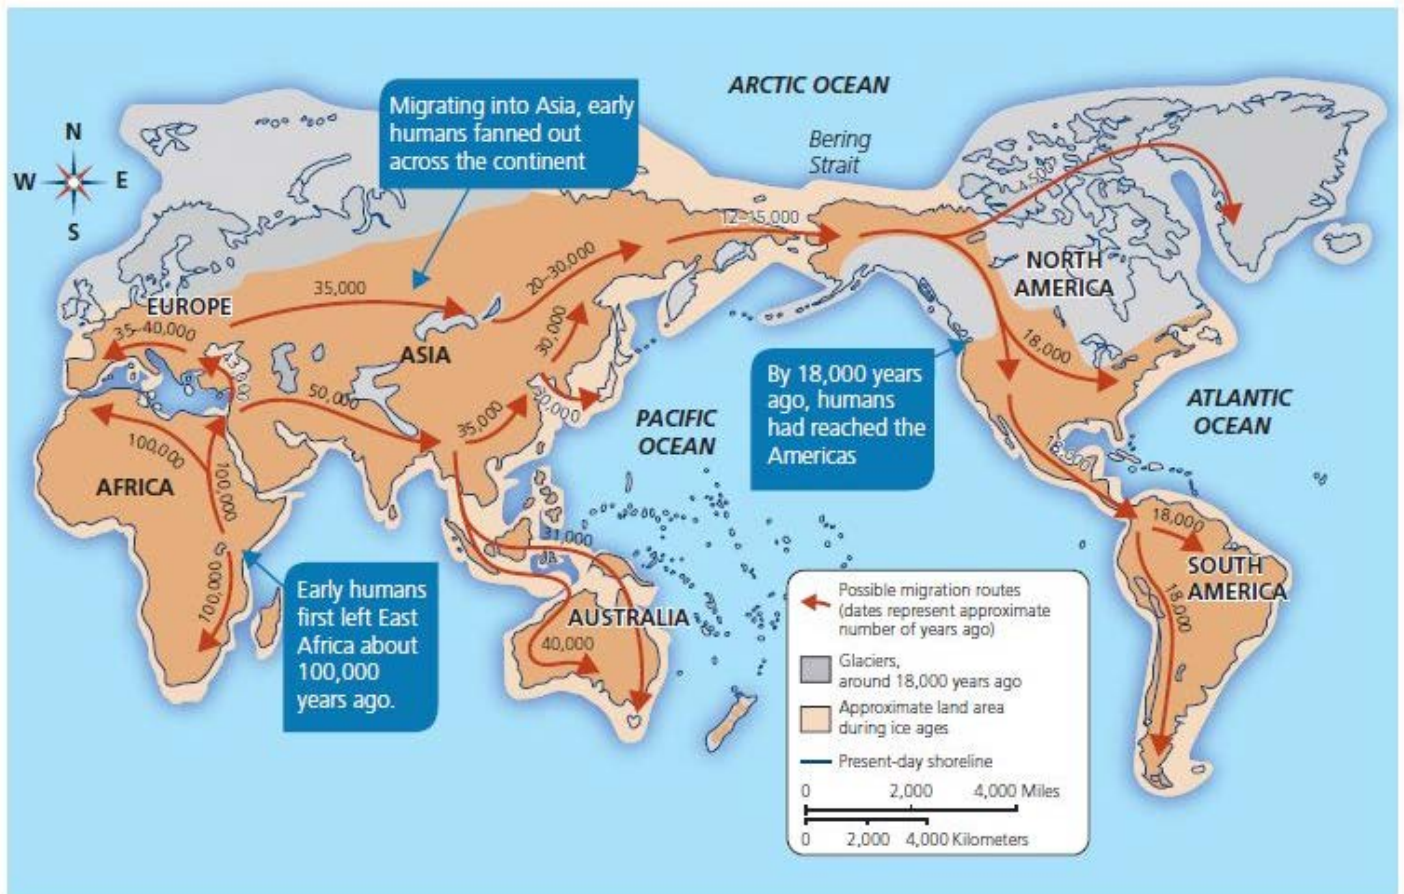 ARCTIC OCEAN
Migrating into Asia, early
humans fanned out
across the continent
Bering
Strait
N
W
E
S
4,500
12–15,000
NORTH
AMERICA
20–30,000
35,000
EUROPE
35–40,000
30,000
18,000
ASIA
By 18,000 years
ago, humans
had reached the
Americas
50,000
35,000
PACIFIC
OCEAN
ATLANTIC
OCEAN
100,000
18,000
AFRICA
100,000
18,000
31,000
SOUTH
AMERICA
100,000
Early humans
first left East
Africa about
100,000
years ago.
AUSTRALIA
40,000
18,000
Possible migration routes
(dates represent approximate
number of years ago)
Glaciers,
around 18,000 years ago
Approximate land area
during ice ages
Present-day shoreline
0 2,000 4,000 Miles
0 2,000 4,000 Kilometers